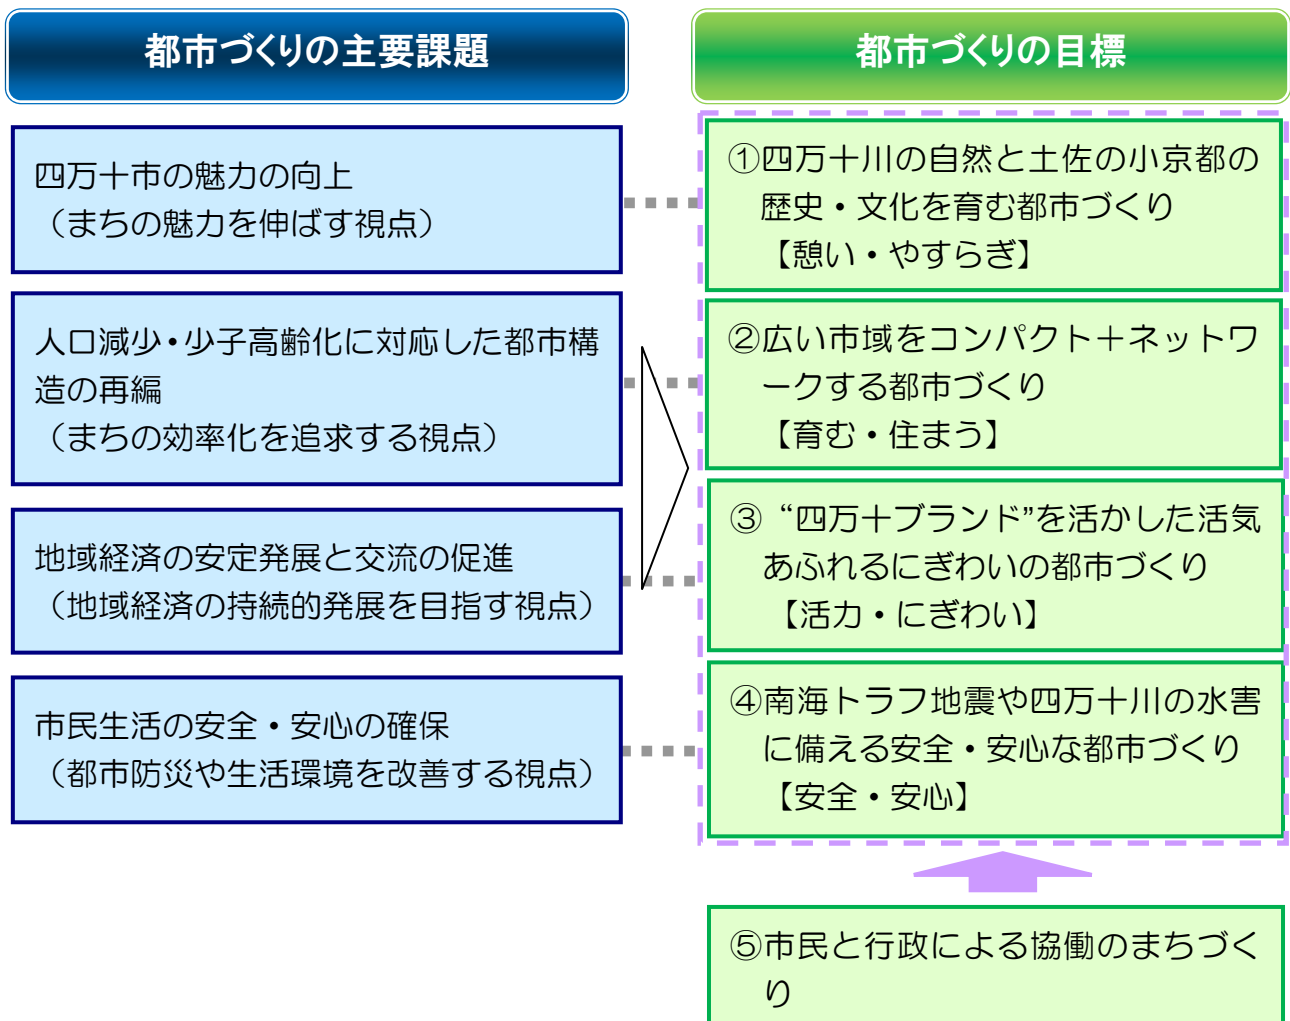 都市づくりの主要課題
四万十市の魅力の向上
（まちの魅力を伸ばす視点）
人口減少・少子高齢化に対応した都市構
造の再編
（まちの効率化を追求する視点）
地域経済の安定発展と交流の促進
（地域経済の持続的発展を目指す視点）
市民生活の安全・安心の確保
（都市防災や生活環境を改善する視点）
都市づくりの目標
①四万十川の自然と土佐の小京都の
歴史・文化を育む都市づくり
【憩い・やすらぎ】
②広い市域をコンパクト＋ネットワ
ークする都市づくり
【育む・住まう】
③“四万十ブランド”を活かした活気
あふれるにぎわいの都市づくり
【活力・にぎわい】
④南海トラフ地震や四万十川の水害
に備える安全・安心な都市づくり
【安全・安心】
⑤市民と行政による協働のまちづく
り